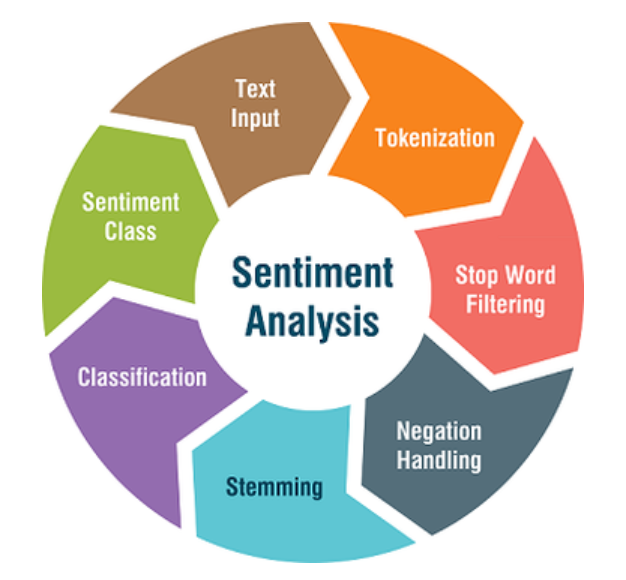 Text
Input
Tokenization
Stop Word
Filtering
Negation
Handling
Stemming
Classification
Sentiment
Class
Sentiment
Analysis